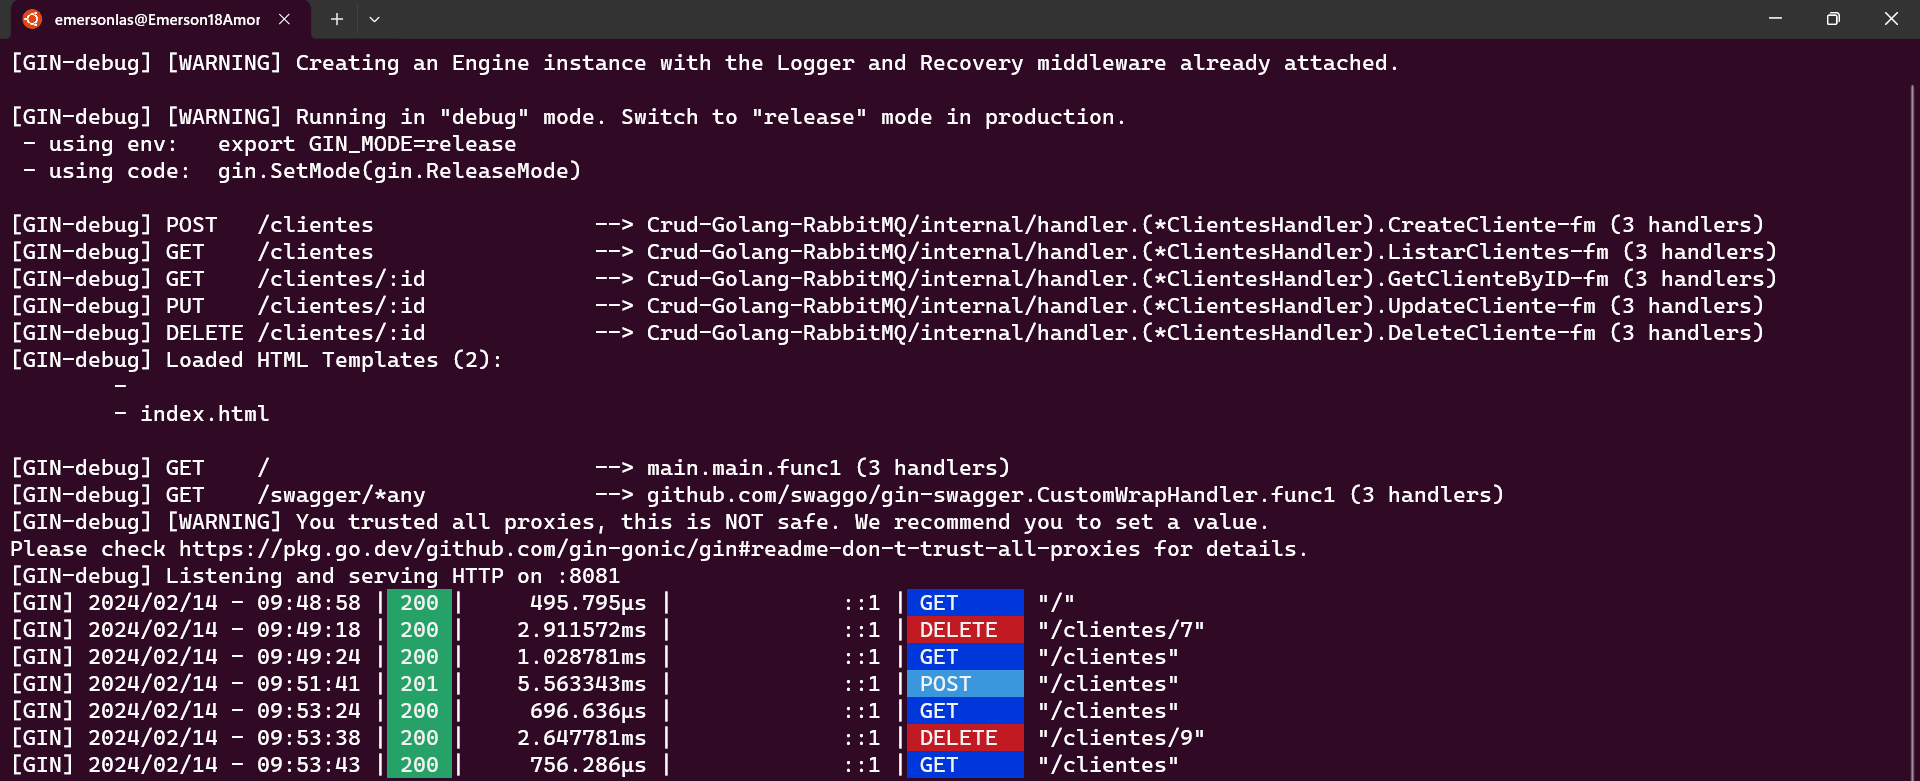 emersonlas@Emerson18Amor
[GIN-debug] [WARNING] Creating an Engine instance with the Logger and Recovery middleware already attached.
[GIN-debug] [WARNING] Running in "debug" mode. Switch to "release" mode in production.
 - using env:   export GIN_MODE=release
 - using code:  gin.SetMode(gin.ReleaseMode)
[GIN-debug] POST   /clientes                 --> Crud-Golang-RabbitMQ/internal/handler.(*ClientesHandler).CreateCliente-fm (3 handlers)
[GIN-debug] GET    /clientes                 --> Crud-Golang-RabbitMQ/internal/handler.(*ClientesHandler).ListarClientes-fm (3 handlers)
[GIN-debug] GET    /clientes/:id             --> Crud-Golang-RabbitMQ/internal/handler.(*ClientesHandler).GetClienteByID-fm (3 handlers)
[GIN-debug] PUT    /clientes/:id             --> Crud-Golang-RabbitMQ/internal/handler.(*ClientesHandler).UpdateCliente-fm (3 handlers)
[GIN-debug] DELETE /clientes/:id             --> Crud-Golang-RabbitMQ/internal/handler.(*ClientesHandler).DeleteCliente-fm (3 handlers)
[GIN-debug] Loaded HTML Templates (2):
        -
        - index.html
[GIN-debug] GET    /                         --> main.main.func1 (3 handlers)
[GIN-debug] GET    /swagger/*any             --> github.com/swaggo/gin-swagger.CustomWrapHandler.func1 (3 handlers)
[GIN-debug] [WARNING] You trusted all proxies, this is NOT safe. We recommend you to set a value.
Please check https://pkg.go.dev/github.com/gin-gonic/gin#readme-don-t-trust-all-proxies for details.
[GIN-debug] Listening and serving HTTP on :8081
[GIN] 2024/02/14 - 09:48:58 | 200 |     495.795µs |             ::1 | GET      "/"
[GIN] 2024/02/14 - 09:49:18 | 200 |    2.911572ms |             ::1 | DELETE   "/clientes/7"
[GIN] 2024/02/14 - 09:49:24 | 200 |    1.028781ms |             ::1 | GET      "/clientes"
[GIN] 2024/02/14 - 09:51:41 | 201 |    5.563343ms |             ::1 | POST     "/clientes"
[GIN] 2024/02/14 - 09:53:24 | 200 |     696.636µs |             ::1 | GET      "/clientes"
[GIN] 2024/02/14 - 09:53:38 | 200 |    2.647781ms |             ::1 | DELETE   "/clientes/9"
[GIN] 2024/02/14 - 09:53:43 | 200 |     756.286µs |             ::1 | GET      "/clientes"